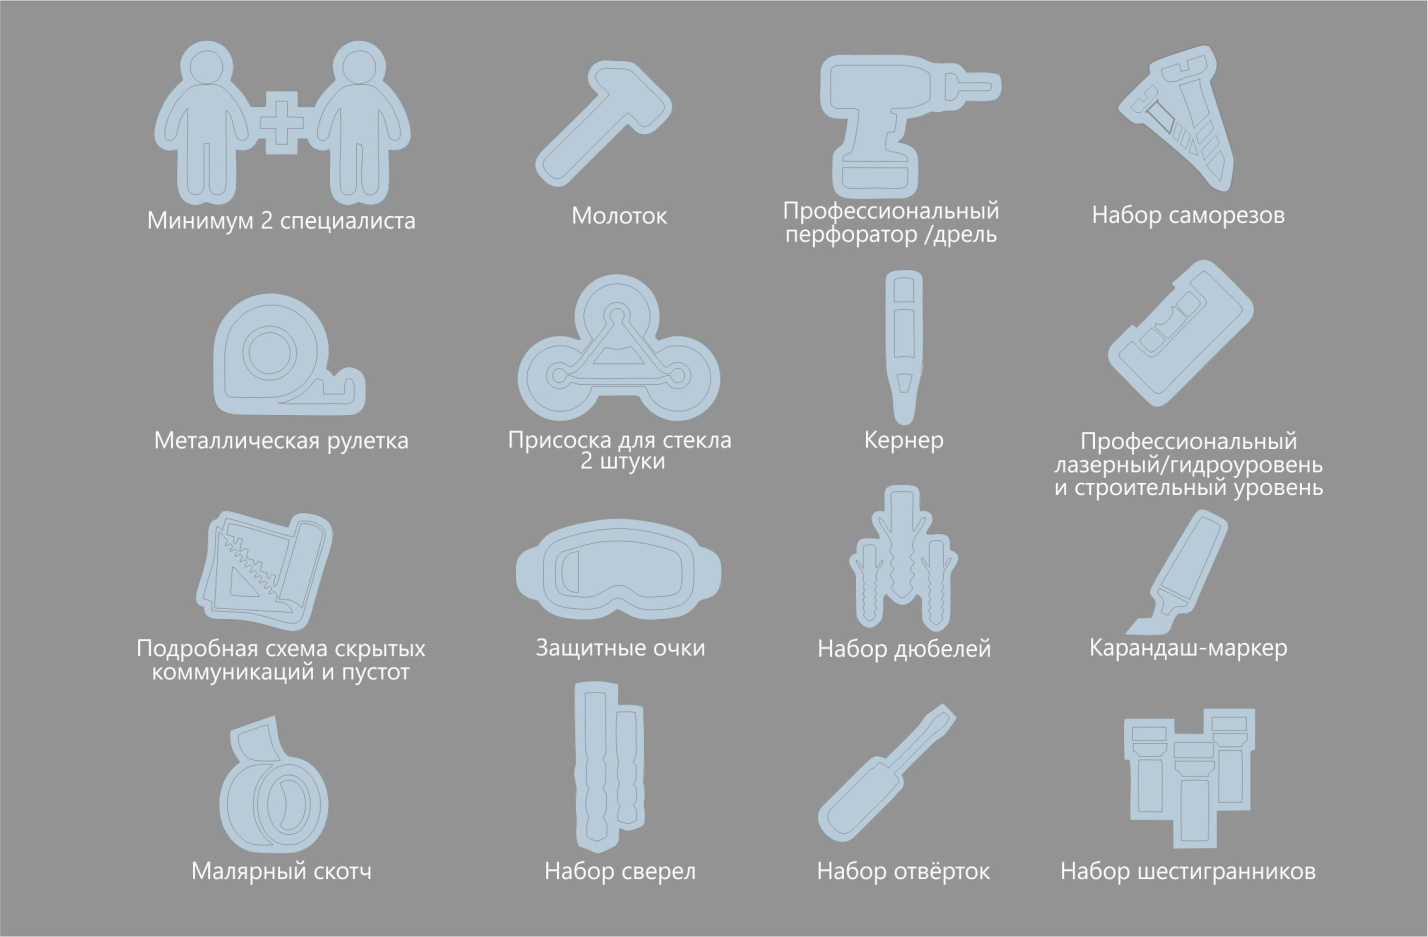 Минимум 2 специалиста
Молоток
Профессиональный
перфоратор /дрель
Набор саморезов
Металлическая рулетка
Присоска для стекла
2 штуки
Кернер
Профессиональный
лазерный/гидроуровень
и строительный уровень
Подробная схема скрытых
коммуникаций и пустот
Защитные очки
Набор дюбелей
Карандаш-маркер
Малярный скотч
Набор сверел
Набор отвёрток
Набор шестигранников